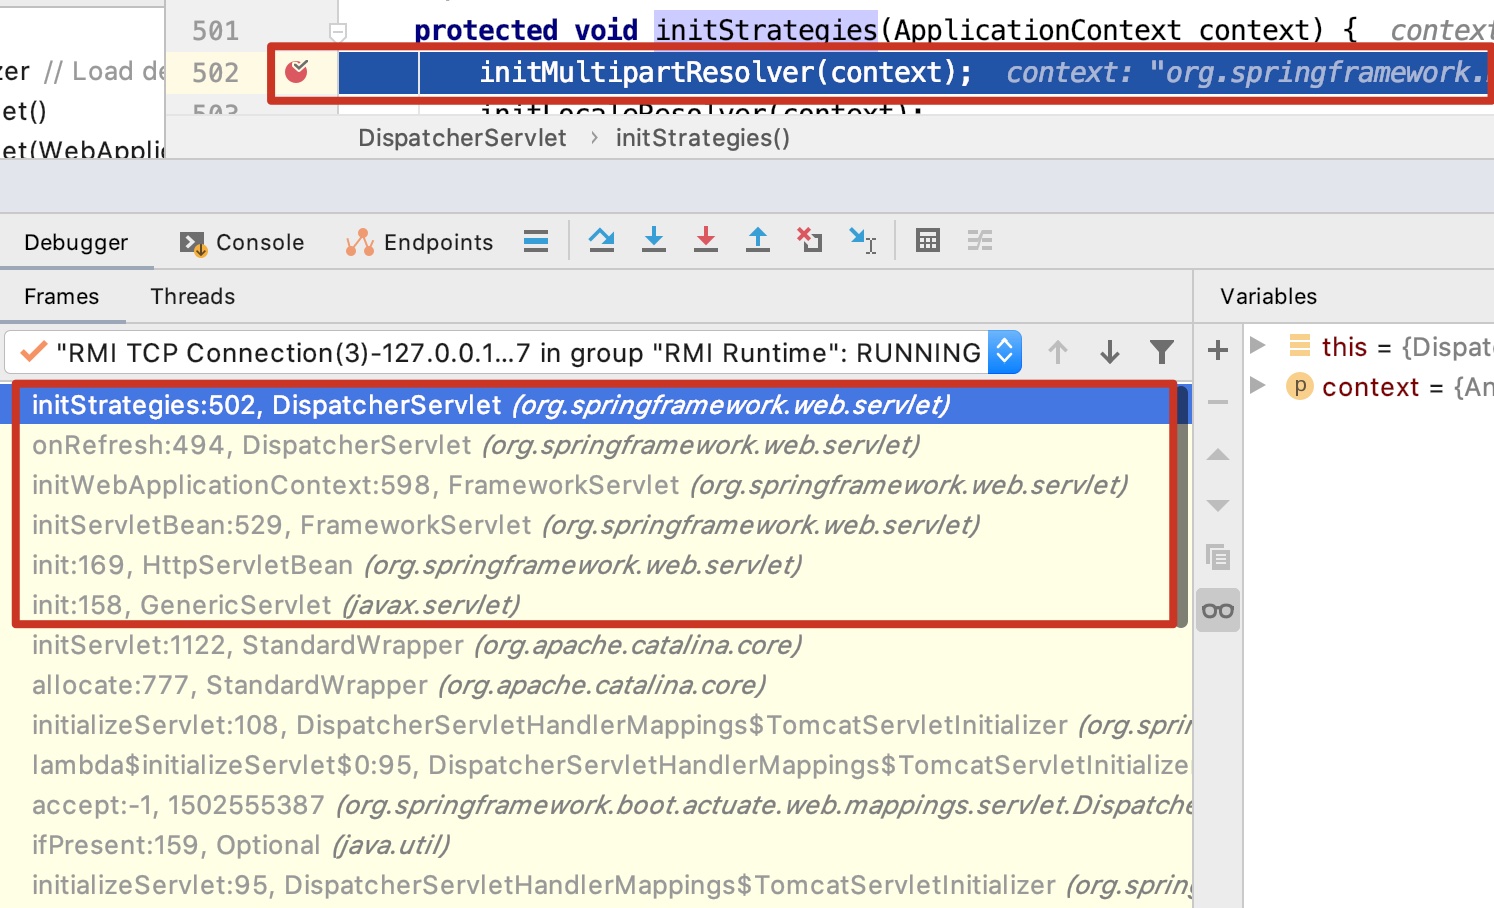 501 protected void initStrategies(ApplicationContext context) { context
er // Load de
502 initMultipartResolver(context); context: "org.springframework.
et()
503 initLocaleResolver(context);
et(WebAppli
DispatcherServlet › initStrategies()
Debugger Console Endpoints
Frames Threads Variables
"RMI TCP Connection(3)-127.0.0.1...7 in group "RMI Runtime": RUNNING
this = {Dispat
p context = {An
initStrategies:502, DispatcherServlet (org.springframework.web.servlet)
onRefresh:494, DispatcherServlet (org.springframework.web.servlet)
initWebApplicationContext:598, FrameworkServlet (org.springframework.web.servlet)
initServletBean:529, FrameworkServlet (org.springframework.web.servlet)
init:169, HttpServletBean (org.springframework.web.servlet)
init:158, GenericServlet (javax.servlet)
initServlet:1122, StandardWrapper (org.apache.catalina.core)
allocate:777, StandardWrapper (org.apache.catalina.core)
initializeServlet:108, DispatcherServletHandlerMappings$TomcatServletInitializer (org.spri
lambda$initializeServlet$0:95, DispatcherServletHandlerMappings$TomcatServletInitialize
accept:-1, 1502555387 (org.springframework.boot.actuate.web.mappings.servlet.Dispatche
ifPresent:159, Optional (java.util)
initializeServlet:95, DispatcherServletHandlerMappings$TomcatServletInitializer (org.spring